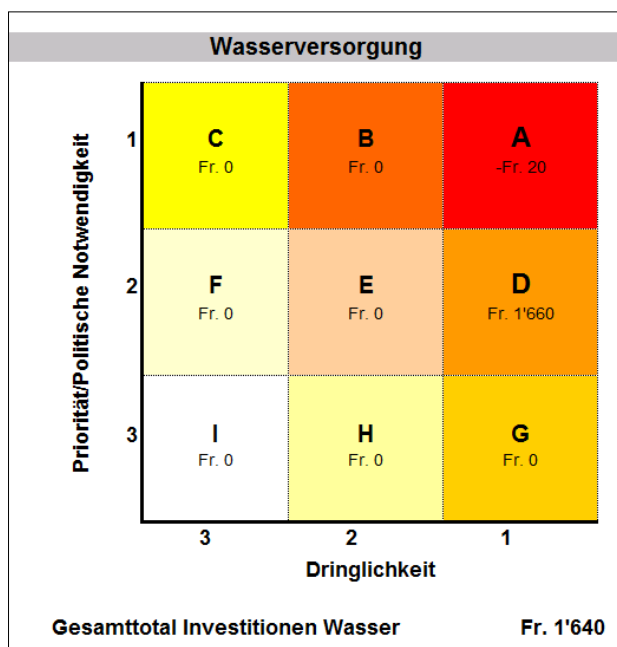 Wasserversorgung
Priorität/Politische Notwendigkeit
1
C
B
A
Fr. 0
Fr. 0
-Fr. 20
2
F
E
D
Fr. 0
Fr. 0
Fr. 1'660
3
I
H
G
Fr. 0
Fr. 0
Fr. 0
3
2
1
Dringlichkeit
Gesamttotal Investitionen Wasser Fr. 1'640